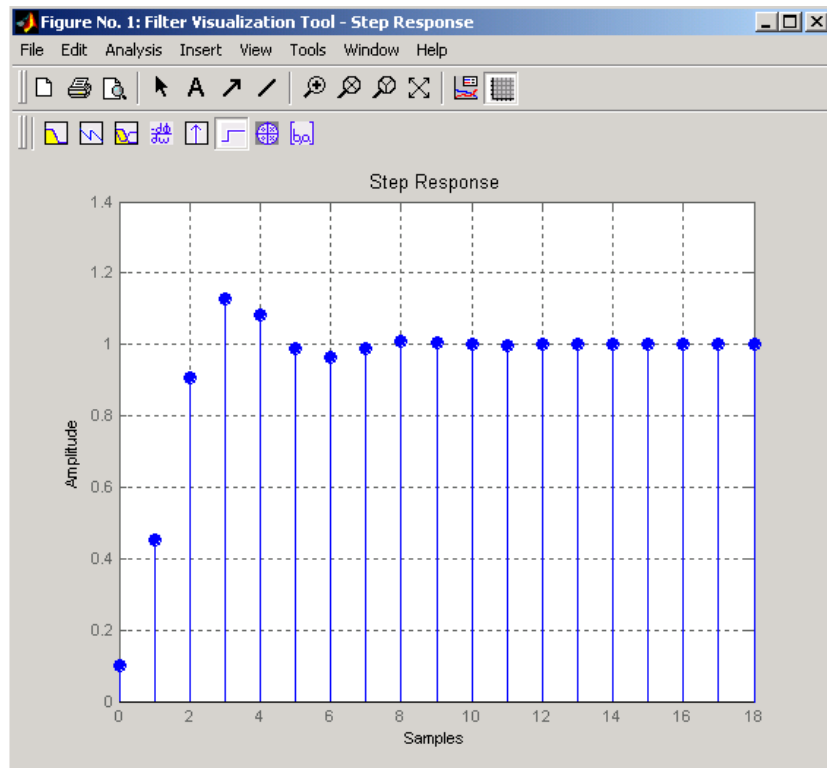 Figure No. 1: Filter Visualization Tool - Step Response
File Edit Analysis Insert View Tools Window Help
A
-dφ
dω
[b,a]
Step Response
1.4
1.2
1
0.8
0.6
0.4
0.2
0
Amplitude
0 2 4 6 8 10 12 14 16 18
Samples